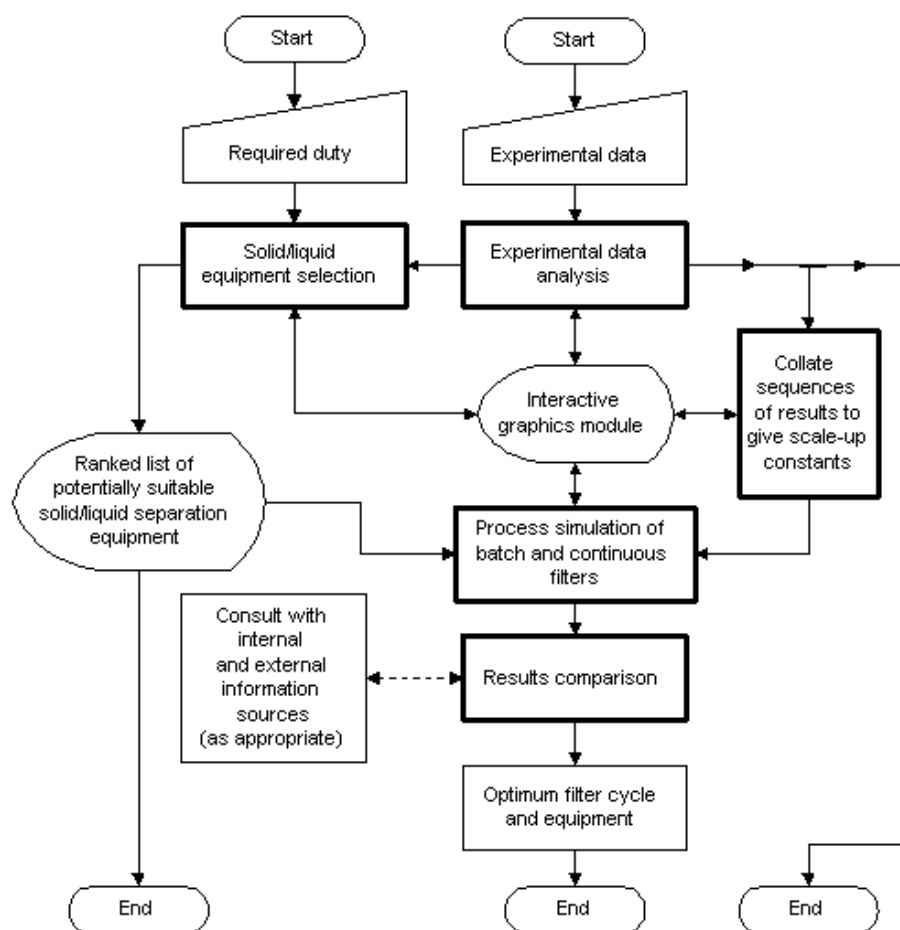 Start
Start
Required duty
Experimental data
Solid/liquid
equipment selection
Experimental data
analysis
Collate
sequences
of results to
give scale-up
constants
Interactive
graphics module
Ranked list of
potentially suitable
solid/liquid separation
equipment
Process simulation of
batch and continuous
filters
Consult with
internal
and external
information
sources
(as appropriate)
Results comparison
Optimum filter cycle
and equipment
End
End
End